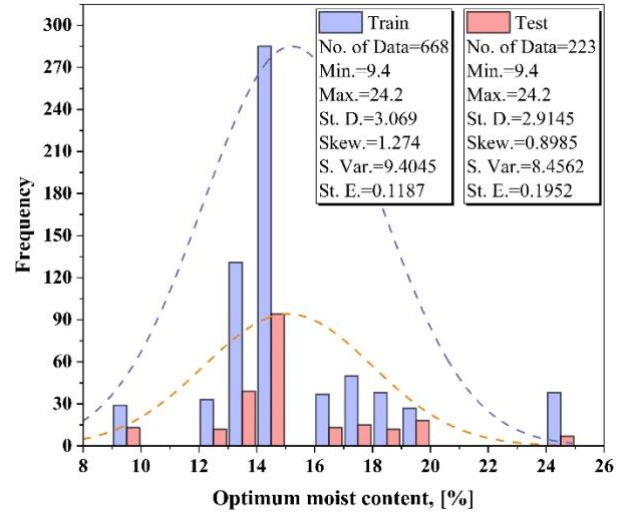 Train
No. of Data=668
Min.=9.4
Max.=24.2
St. D.=3.069
Skew.=1.274
S. Var.=9.4045
St. E.=0.1187
Test
No. of Data=223
Min.=9.4
Max.=24.2
St. D.=2.9145
Skew.=0.8985
S. Var.=8.4562
St. E.=0.1952
Frequency
300
270
240
210
180
150
120
90
60
30
0
8 10 12 14 16 18 20 22 24 26
Optimum moist content, [%]